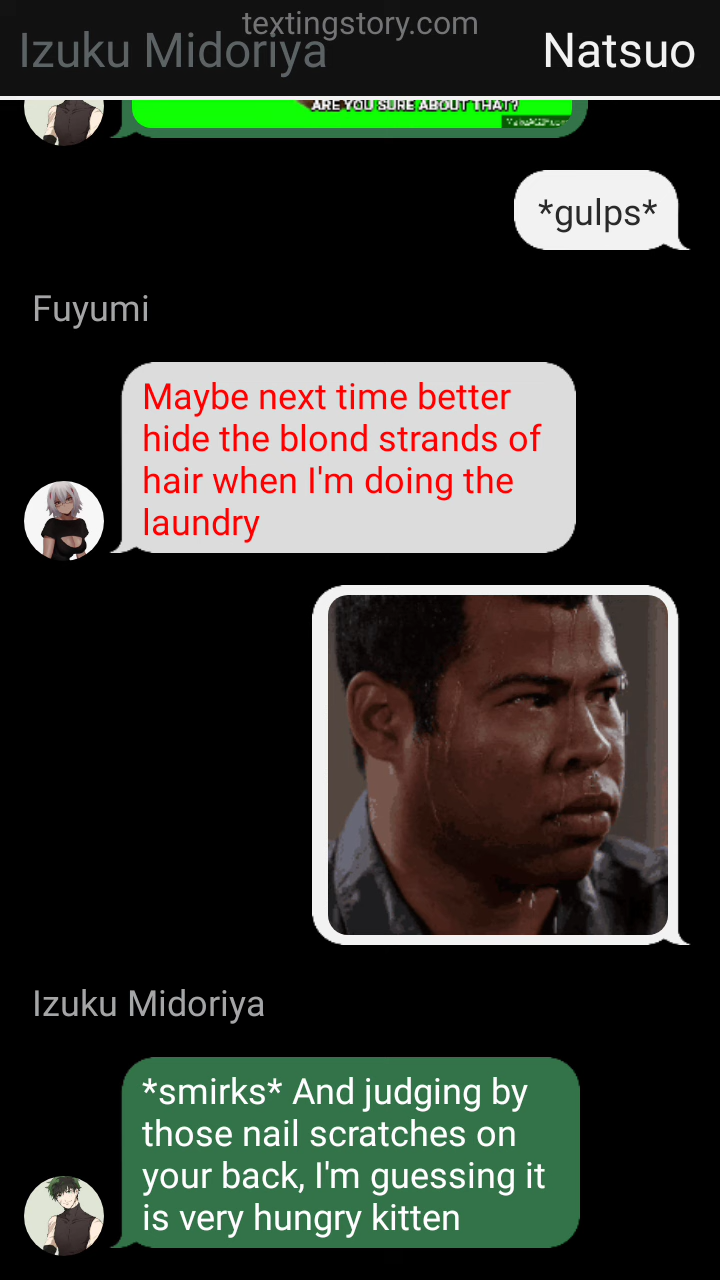 textingstory.com
Izuku Midoriya
Natsuo
ARE YOU SURE ABOUT THAT?
*gulps*
Fuyumi
Maybe next time better
hide the blond strands of
hair when I'm doing the
laundry
Izuku Midoriya
*smirks* And judging by
those nail scratches on
your back, I'm guessing it
is very hungry kitten